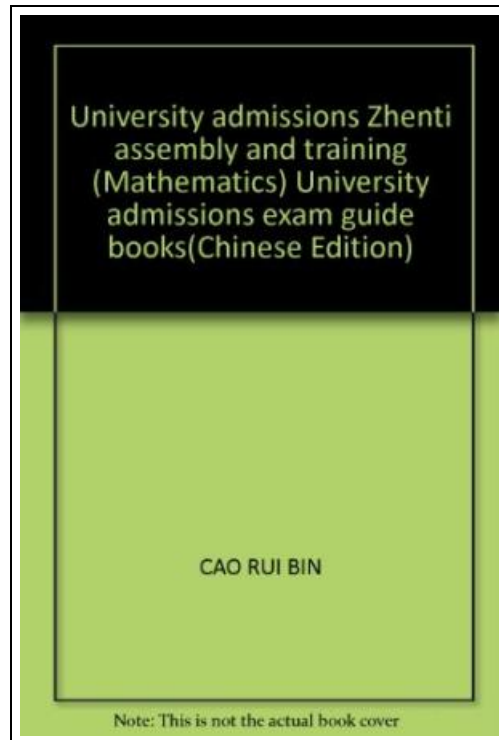 University admissions Zhenti
assembly and training
(Mathematics) University
admissions exam guide
books(Chinese Edition)
CAO RUI BIN
Note: This is not the actual book cover